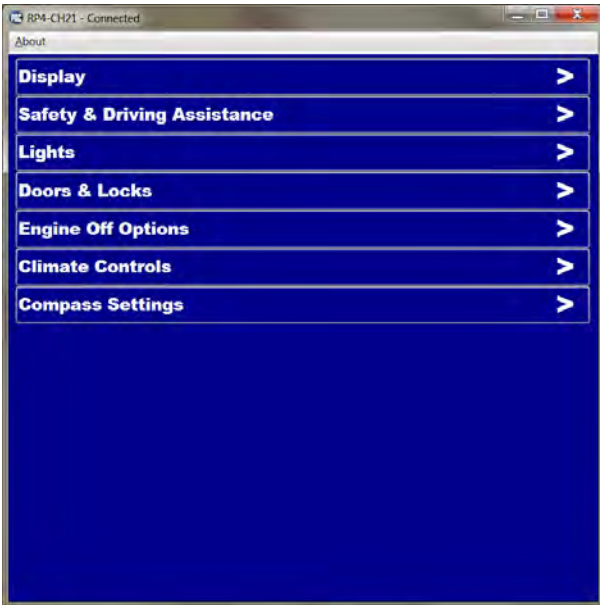 RP4-CH21 - Connected
About
Display >
Safety & Driving Assistance >
Lights >
Doors & Locks >
Engine Off Options >
Climate Controls >
Compass Settings >